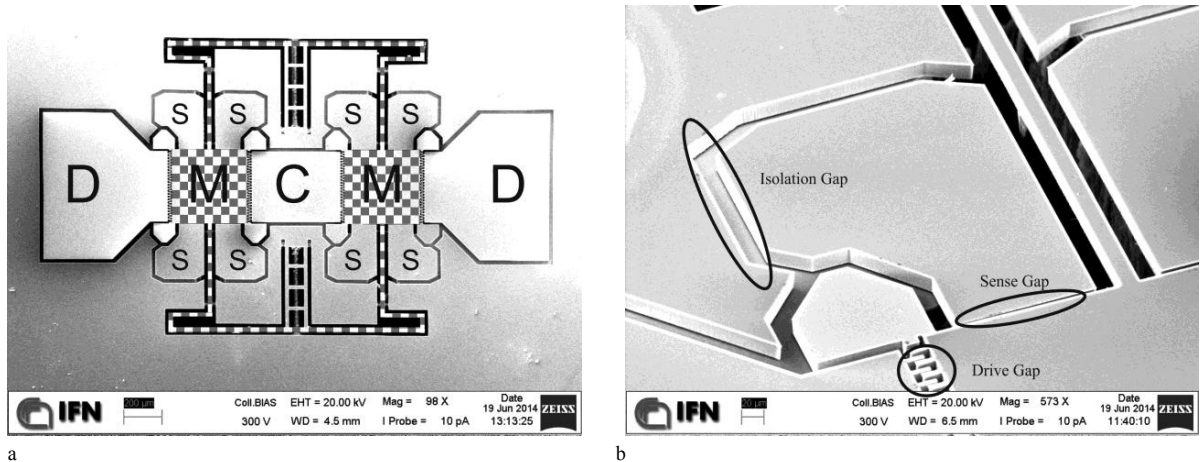 S S S S
D M C M D
S S S S
IFN
200 µm
Coll.BIAS EHT = 20.00 kV Mag = 98 X Date
19 Jun 2014
300 V WD = 4.5 mm I Probe = 10 pA 13:13:25
ZEISS
a
Isolation Gap
Sense Gap
Drive Gap
IFN
20 µm
Coll.BIAS EHT = 20.00 kV Mag = 573 X Date
19 Jun 2014
300 V WD = 6.5 mm I Probe = 10 pA 11:40:10
ZEISS
b